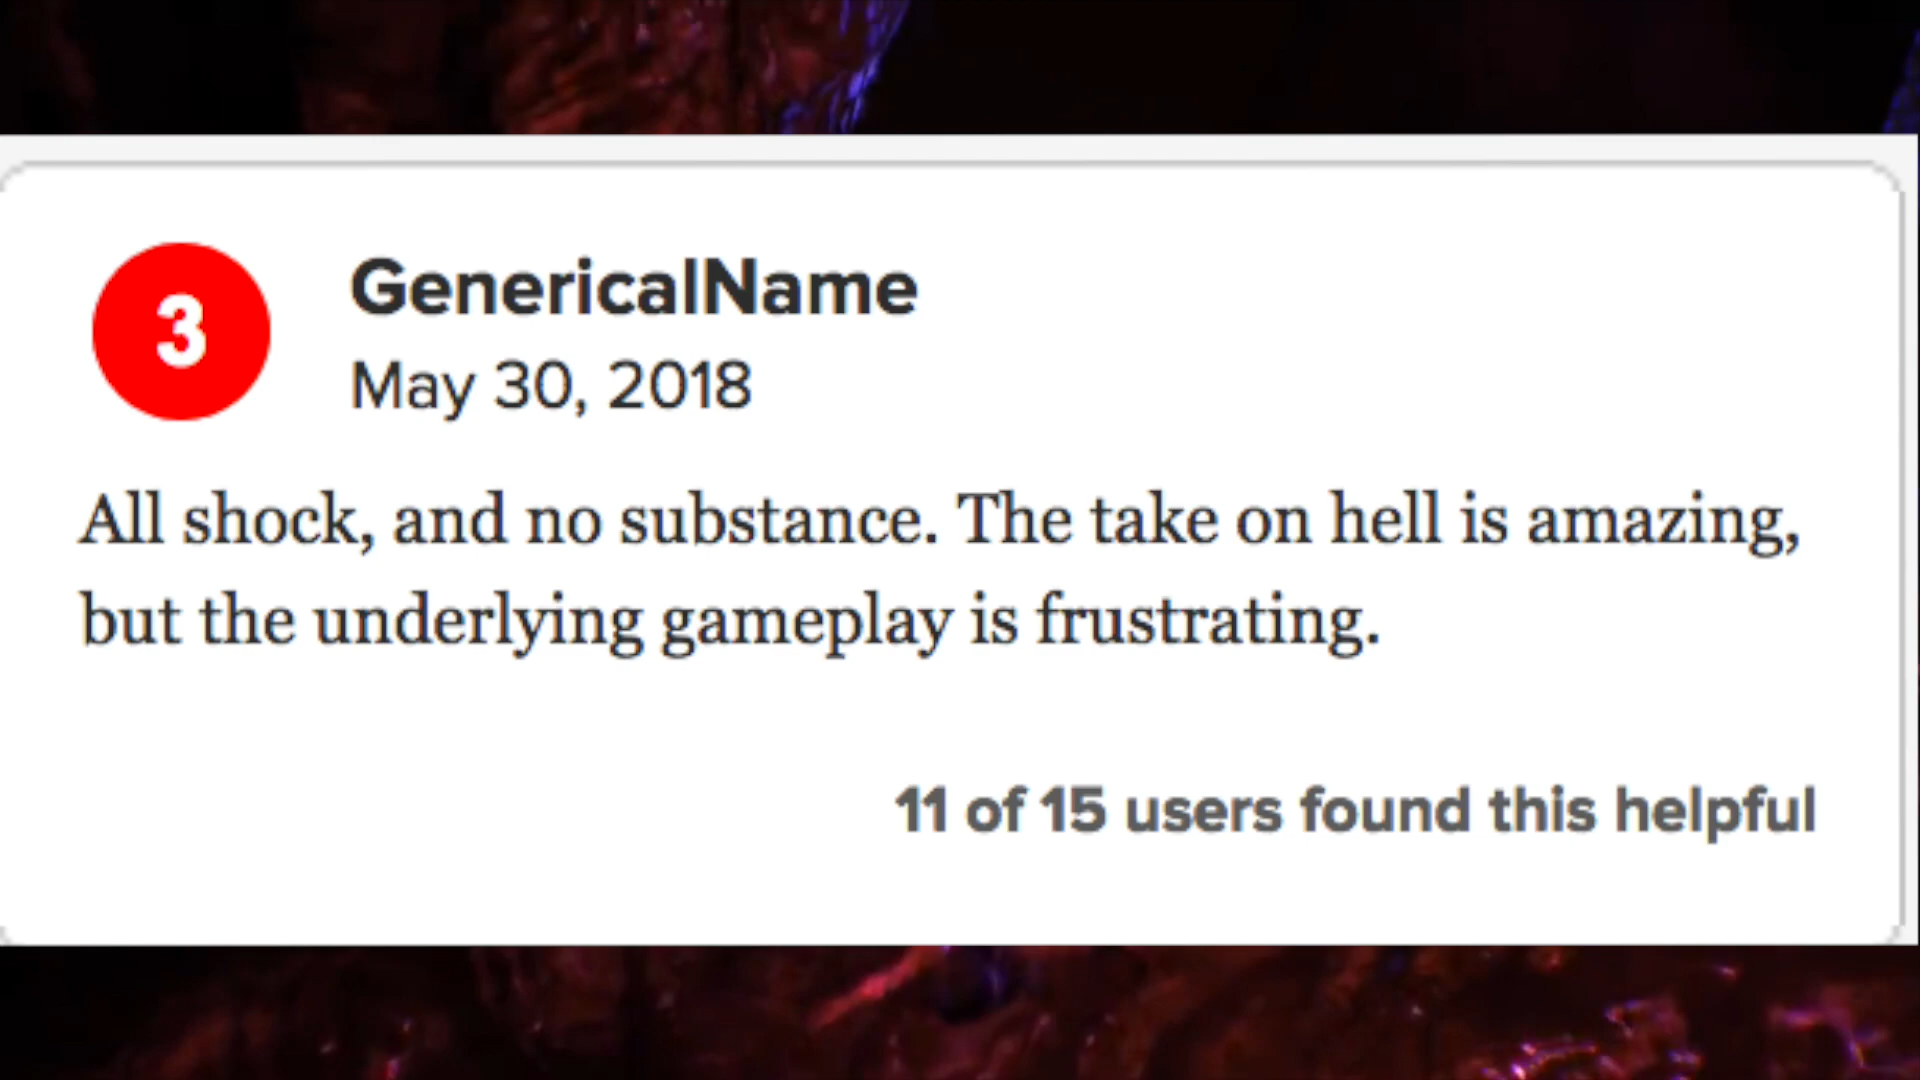 3
GenericalName
May 30, 2018
All shock, and no substance. The take on hell is amazing,
but the underlying gameplay is frustrating.
11 of 15 users found this helpful